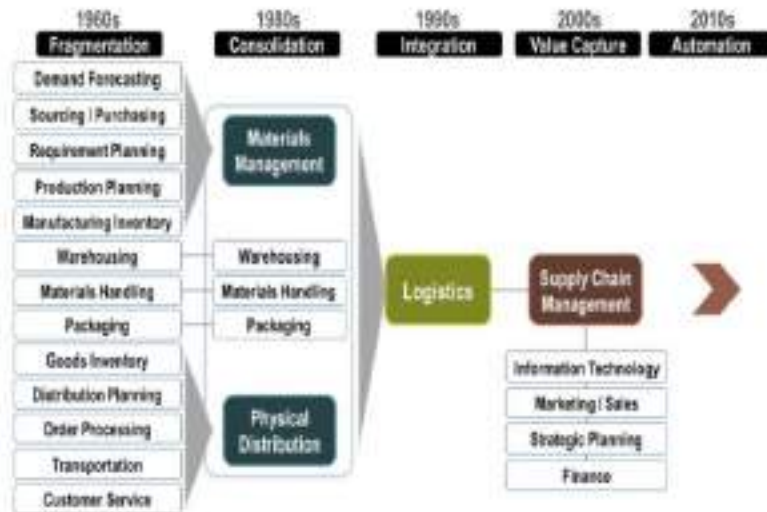 1960s
Fragmentation
Demand Forecasting
Sourcing / Purchasing
Requirement Planning
Production Planning
Manufacturing Inventory
Warehousing
Materials Handling
Packaging
Goods Inventory
Distribution Planning
Order Processing
Transportation
Customer Service
1980s
Consolidation
Materials
Management
Warehousing
Materials Handling
Packaging
Physical
Distribution
1990s
Integration
Logistics
2000s
Value Capture
Supply Chain
Management
Information Technology
Marketing / Sales
Strategic Planning
Finance
2010s
Automation